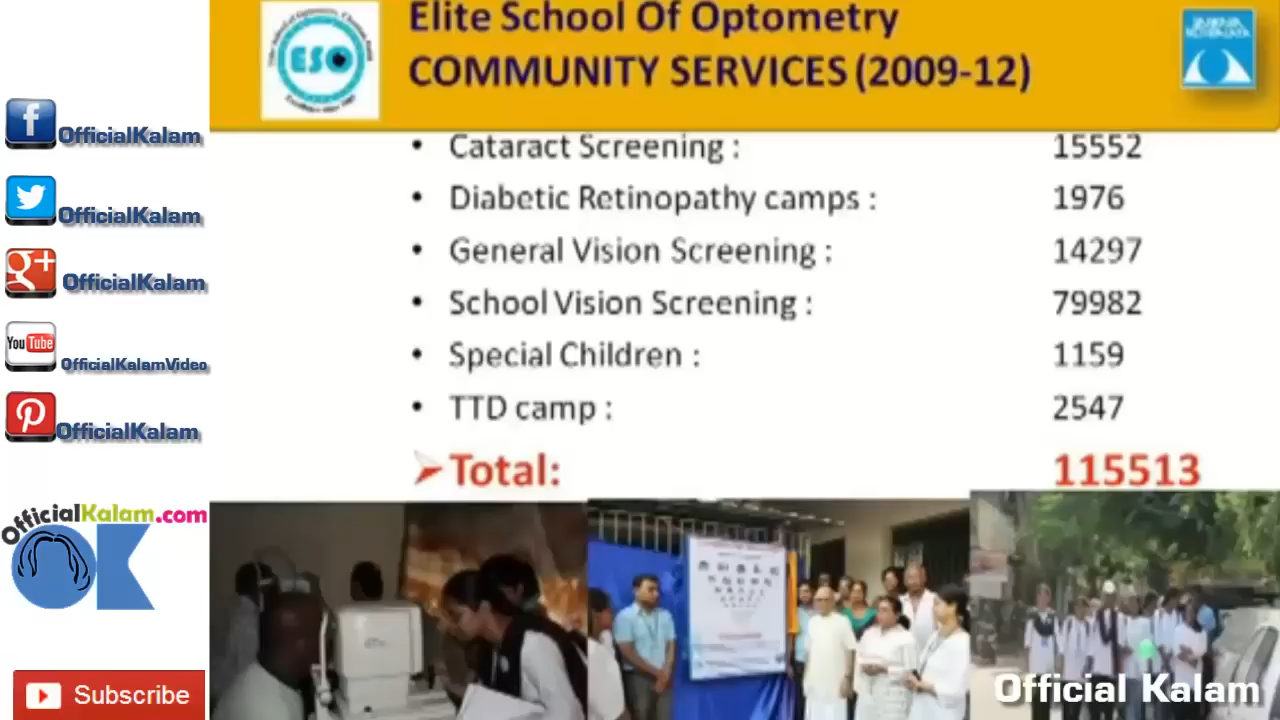 Elite School Of Optometry
COMMUNITY SERVICES (2009-12)
ESO
• Cataract Screening : 15552
• Diabetic Retinopathy camps : 1976
• General Vision Screening : 14297
• School Vision Screening : 79982
• Special Children : 1159
• TTD camp : 2547
➢ Total: 115513
f OfficialKalam
OfficialKalam
g+ OfficialKalam
YouTube OfficialKalamVideo
OfficialKalam
OfficialKalam.com
Subscribe
Official Kalam